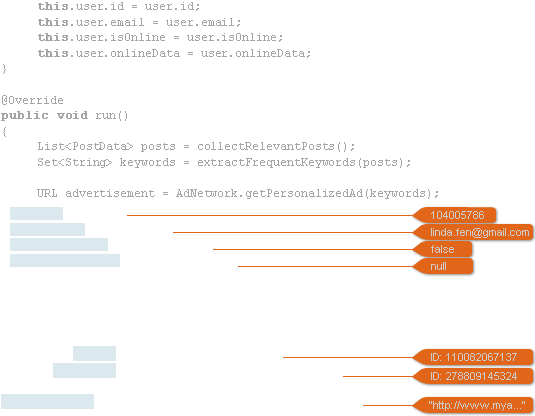 this.user.id = user.id;
this.user.email = user.email;
this.user.isOnline = user.isOnline;
this.user.onlineData = user.onlineData;
}
@Override
public void run()
{
List<PostData> posts = collectRelevantPosts();
Set<String> keywords = extractFrequentKeywords(posts);
URL advertisement = AdNetwork.getPersonalizedAd(keywords);
104005786
linda.fen@gmail.com
false
null
ID: 110082067137
ID: 278809145324
"http://www.mya..."